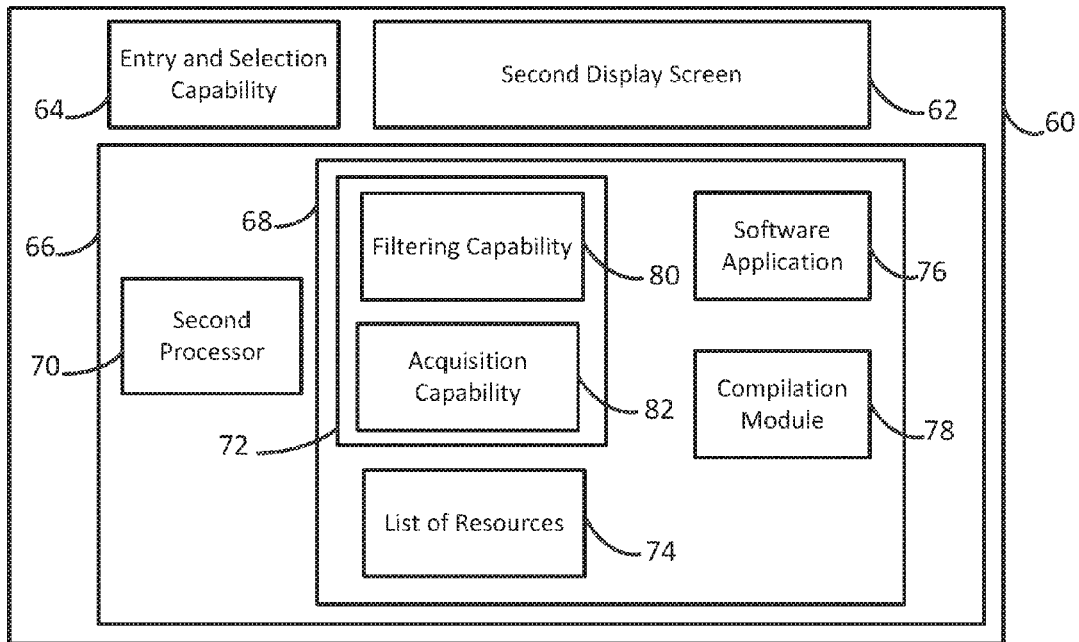 Entry and Selection
Capability
64
Second Display Screen
62
60
66
68
Second
Processor
70
Filtering Capability
80
Acquisition
Capability
82
72
List of Resources
74
Software
Application
76
Compilation
Module
78